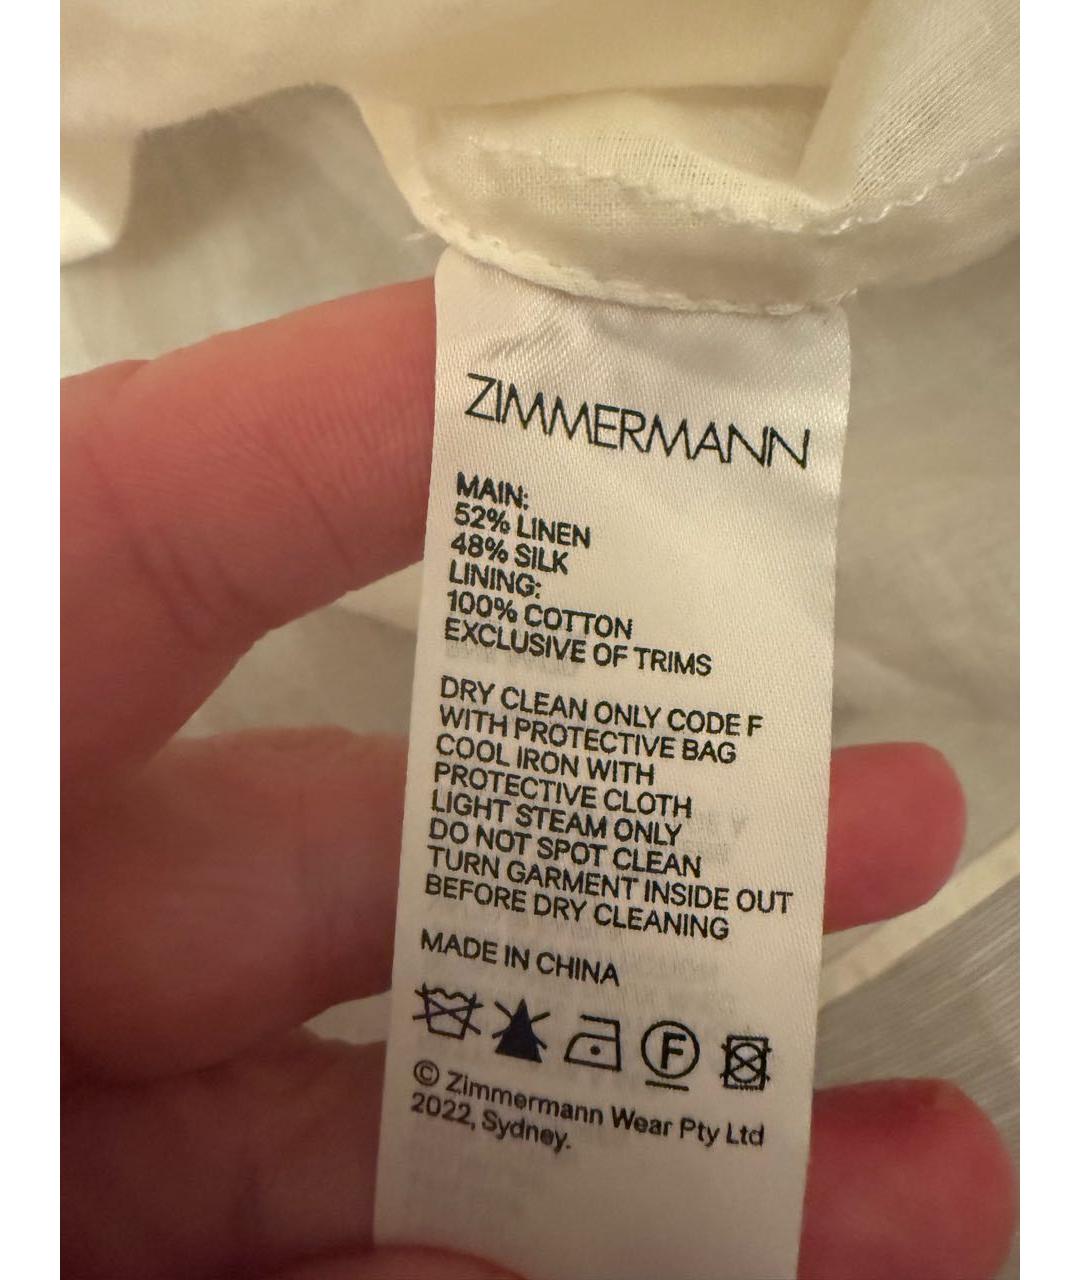 ZIMMERMANN
MAIN:
52% LINEN
48% SILK
LINING:
100% COTTON
EXCLUSIVE OF TRIMS
DRY CLEAN ONLY CODE F
WITH PROTECTIVE BAG
COOL IRON WITH
PROTECTIVE CLOTH
LIGHT STEAM ONLY
DO NOT SPOT CLEAN
TURN GARMENT INSIDE OUT
BEFORE DRY CLEANING
MADE IN CHINA
F
© Zimmermann Wear Pty Ltd
2022, Sydney.